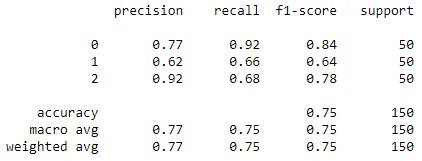 precision recall f1-score support
0 0.77 0.92 0.84 50
1 0.62 0.66 0.64 50
2 0.92 0.68 0.78 50
accuracy 0.75 150
macro avg 0.77 0.75 0.75 150
weighted avg 0.77 0.75 0.75 150